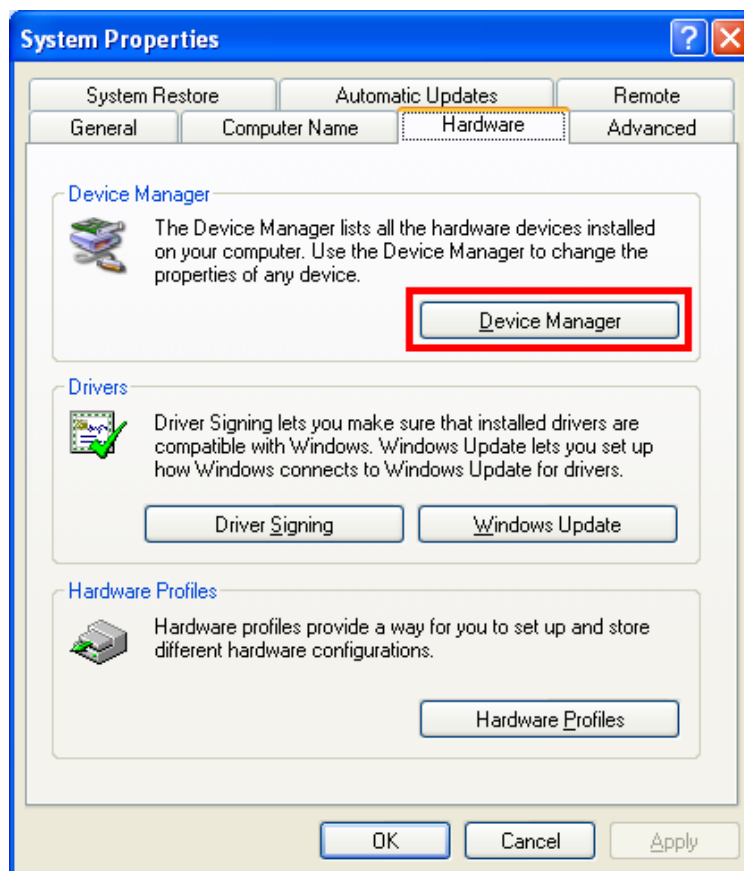 System Properties
System Restore
Automatic Updates
Remote
General
Computer Name
Hardware
Advanced
Device Manager
The Device Manager lists all the hardware devices installed
on your computer. Use the Device Manager to change the
properties of any device.
Device Manager
Drivers
Driver Signing lets you make sure that installed drivers are
compatible with Windows. Windows Update lets you set up
how Windows connects to Windows Update for drivers.
Driver Signing
Windows Update
Hardware Profiles
Hardware profiles provide a way for you to set up and store
different hardware configurations.
Hardware Profiles
OK
Cancel
Apply